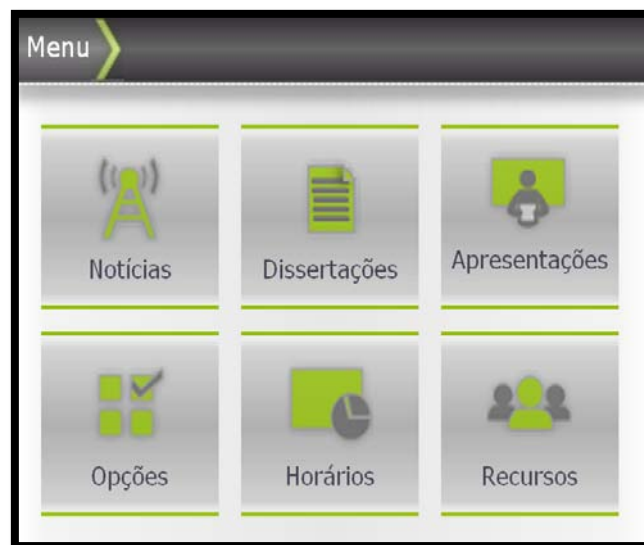 Menu
Notícias
Dissertações
Apresentações
Opções
Horários
Recursos